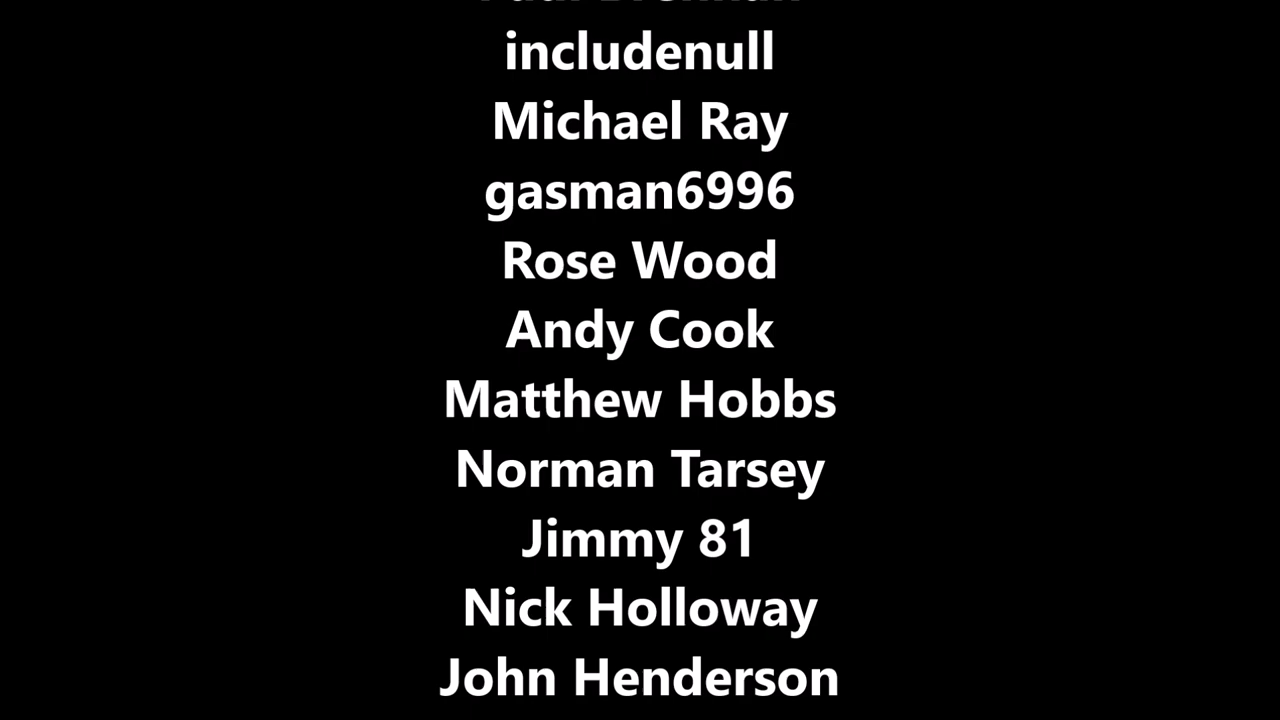 includenull
Michael Ray
gasman6996
Rose Wood
Andy Cook
Matthew Hobbs
Norman Tarsey
Jimmy 81
Nick Holloway
John Henderson